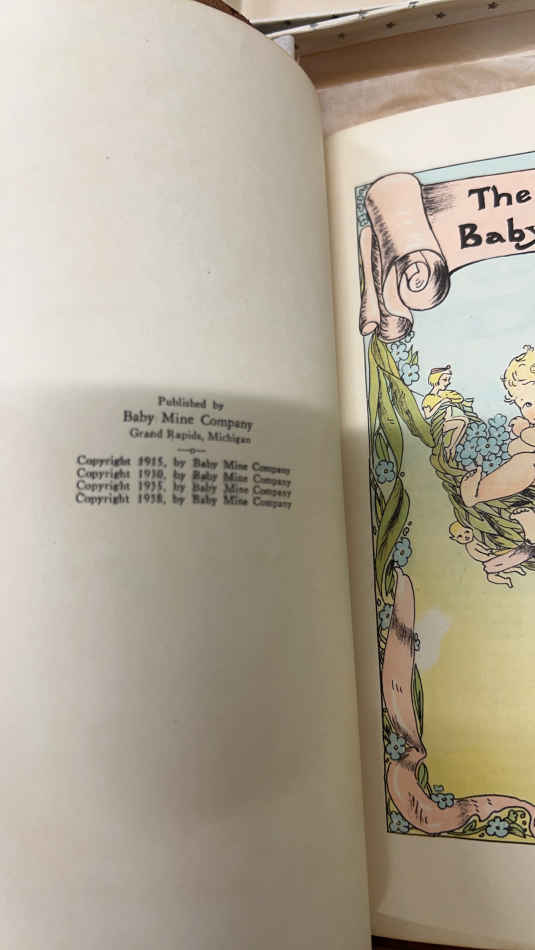 Published by
Baby Mine Company
Grand Rapids, Michigan
Copyright 1915, by Baby Mine Company
Copyright 1930, by Baby Mine Company
Copyright 1935, by Baby Mine Company
Copyright 1938, by Baby Mine Company
The
Baby